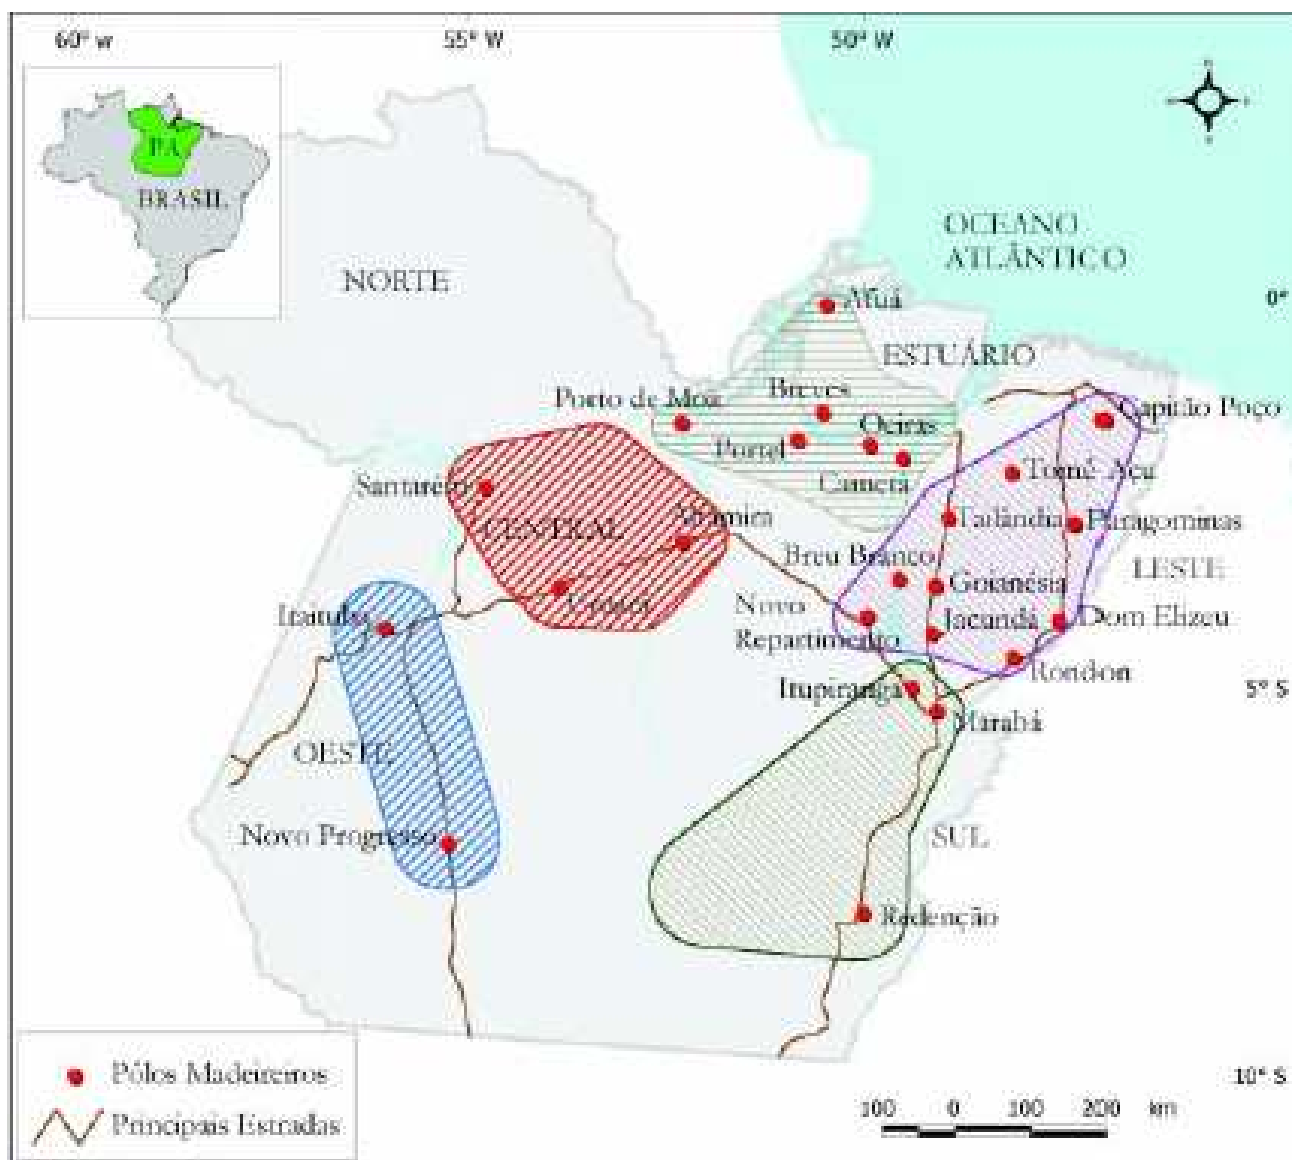 60° w
55° W
50° W
PA
BRASIL
OCEANO
ATLÂNTICO
NORTE
0°
Afuá
ESTUÁRIO
Breves
Porto de Moz
Capitão Poço
Oeiras
Portel
Tomé Açu
Cametá
Santarém
CENTRAL
Altamira
Tailândia
Paragominas
Breu Branco
LESTE
Goianésia
Uruará
Novo
Repartimento
Itaituba
Jacundá
Dom Elizeu
Rondon
Itupiranga
5° S
Marabá
OESTE
Novo Progresso
SUL
Redenção
Pólos Madeireiros
10° S
Principais Estradas
100 0 100 200 km